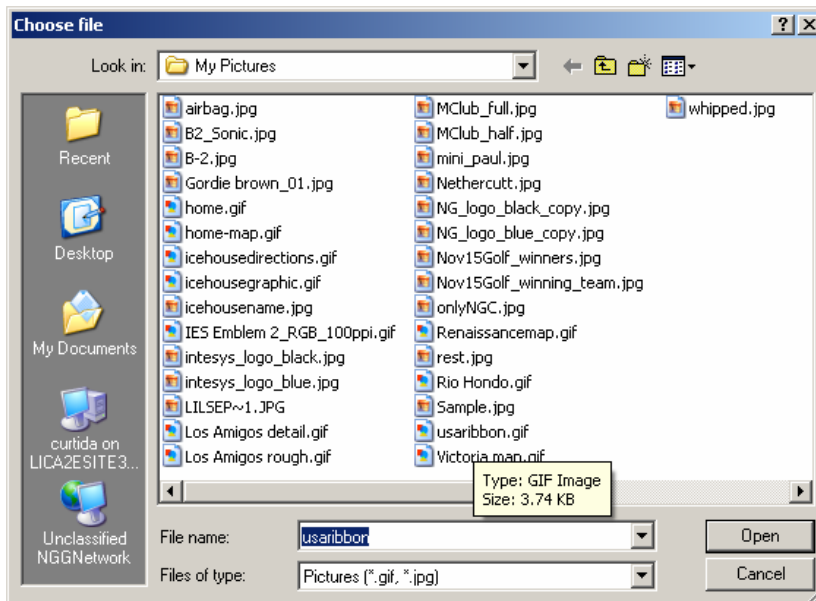 Choose file
Look in:
My Pictures
Recent
Desktop
My Documents
curtida on
LICA2ESITE3...
Unclassified
NGGNetwork
airbag.jpg
B2_Sonic.jpg
B-2.jpg
Gordie brown_01.jpg
home.gif
home-map.gif
icehousedirections.gif
icehousegraphic.gif
icehousename.jpg
IES Emblem 2_RGB_100ppi.gif
intesys_logo_black.jpg
intesys_logo_blue.jpg
LILSEP~1.JPG
Los Amigos detail.gif
Los Amigos rough.gif
MClub_full.jpg
MClub_half.jpg
mini_paul.jpg
Nethercutt.jpg
NG_logo_black_copy.jpg
NG_logo_blue_copy.jpg
Nov15Golf_winners.jpg
Nov15Golf_winning_team.jpg
onlyNGC.jpg
Renaissancemap.gif
rest.jpg
Rio Hondo.gif
Sample.jpg
usaribbon.gif
Victoria map.gif
whipped.jpg
Type: GIF Image
Size: 3.74 KB
File name:
usaribbon
Open
Files of type:
Pictures (*.gif, *.jpg)
Cancel